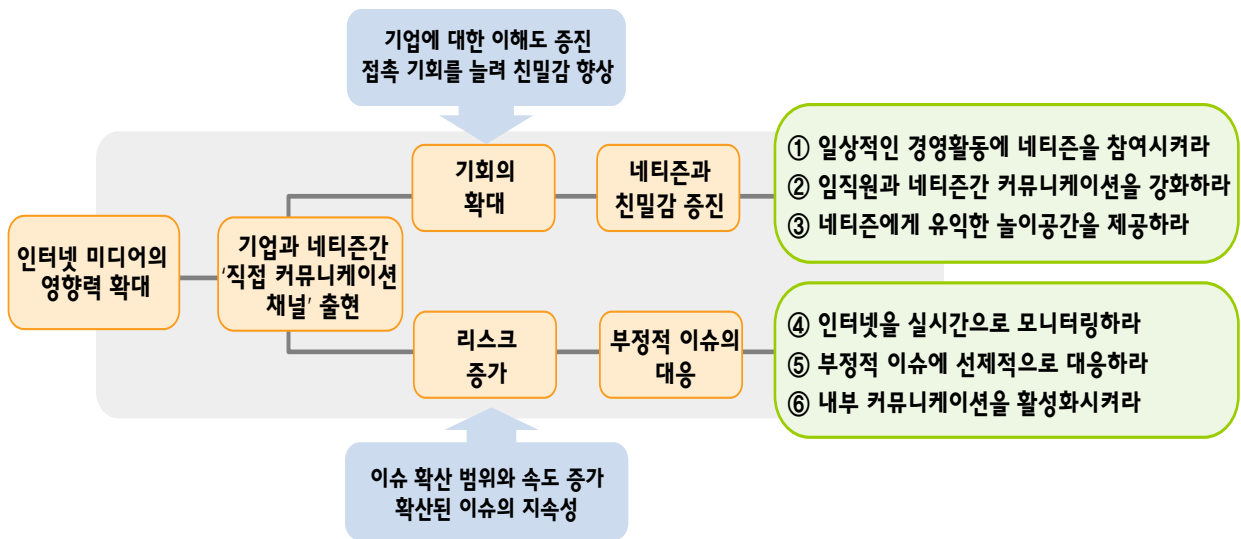 기업에 대한 이해도 증진
접촉 기회를 늘려 친밀감 향상
인터넷 미디어의
영향력 확대
기업과 네티즌간
'직접 커뮤니케이션
채널' 출현
기회의
확대
네티즌과
친밀감 증진
① 일상적인 경영활동에 네티즌을 참여시켜라
② 임직원과 네티즌간 커뮤니케이션을 강화하라
③ 네티즌에게 유익한 놀이공간을 제공하라
리스크
증가
부정적 이슈의
대응
④ 인터넷을 실시간으로 모니터링하라
⑤ 부정적 이슈에 선제적으로 대응하라
⑥ 내부 커뮤니케이션을 활성화시켜라
이슈 확산 범위와 속도 증가
확산된 이슈의 지속성